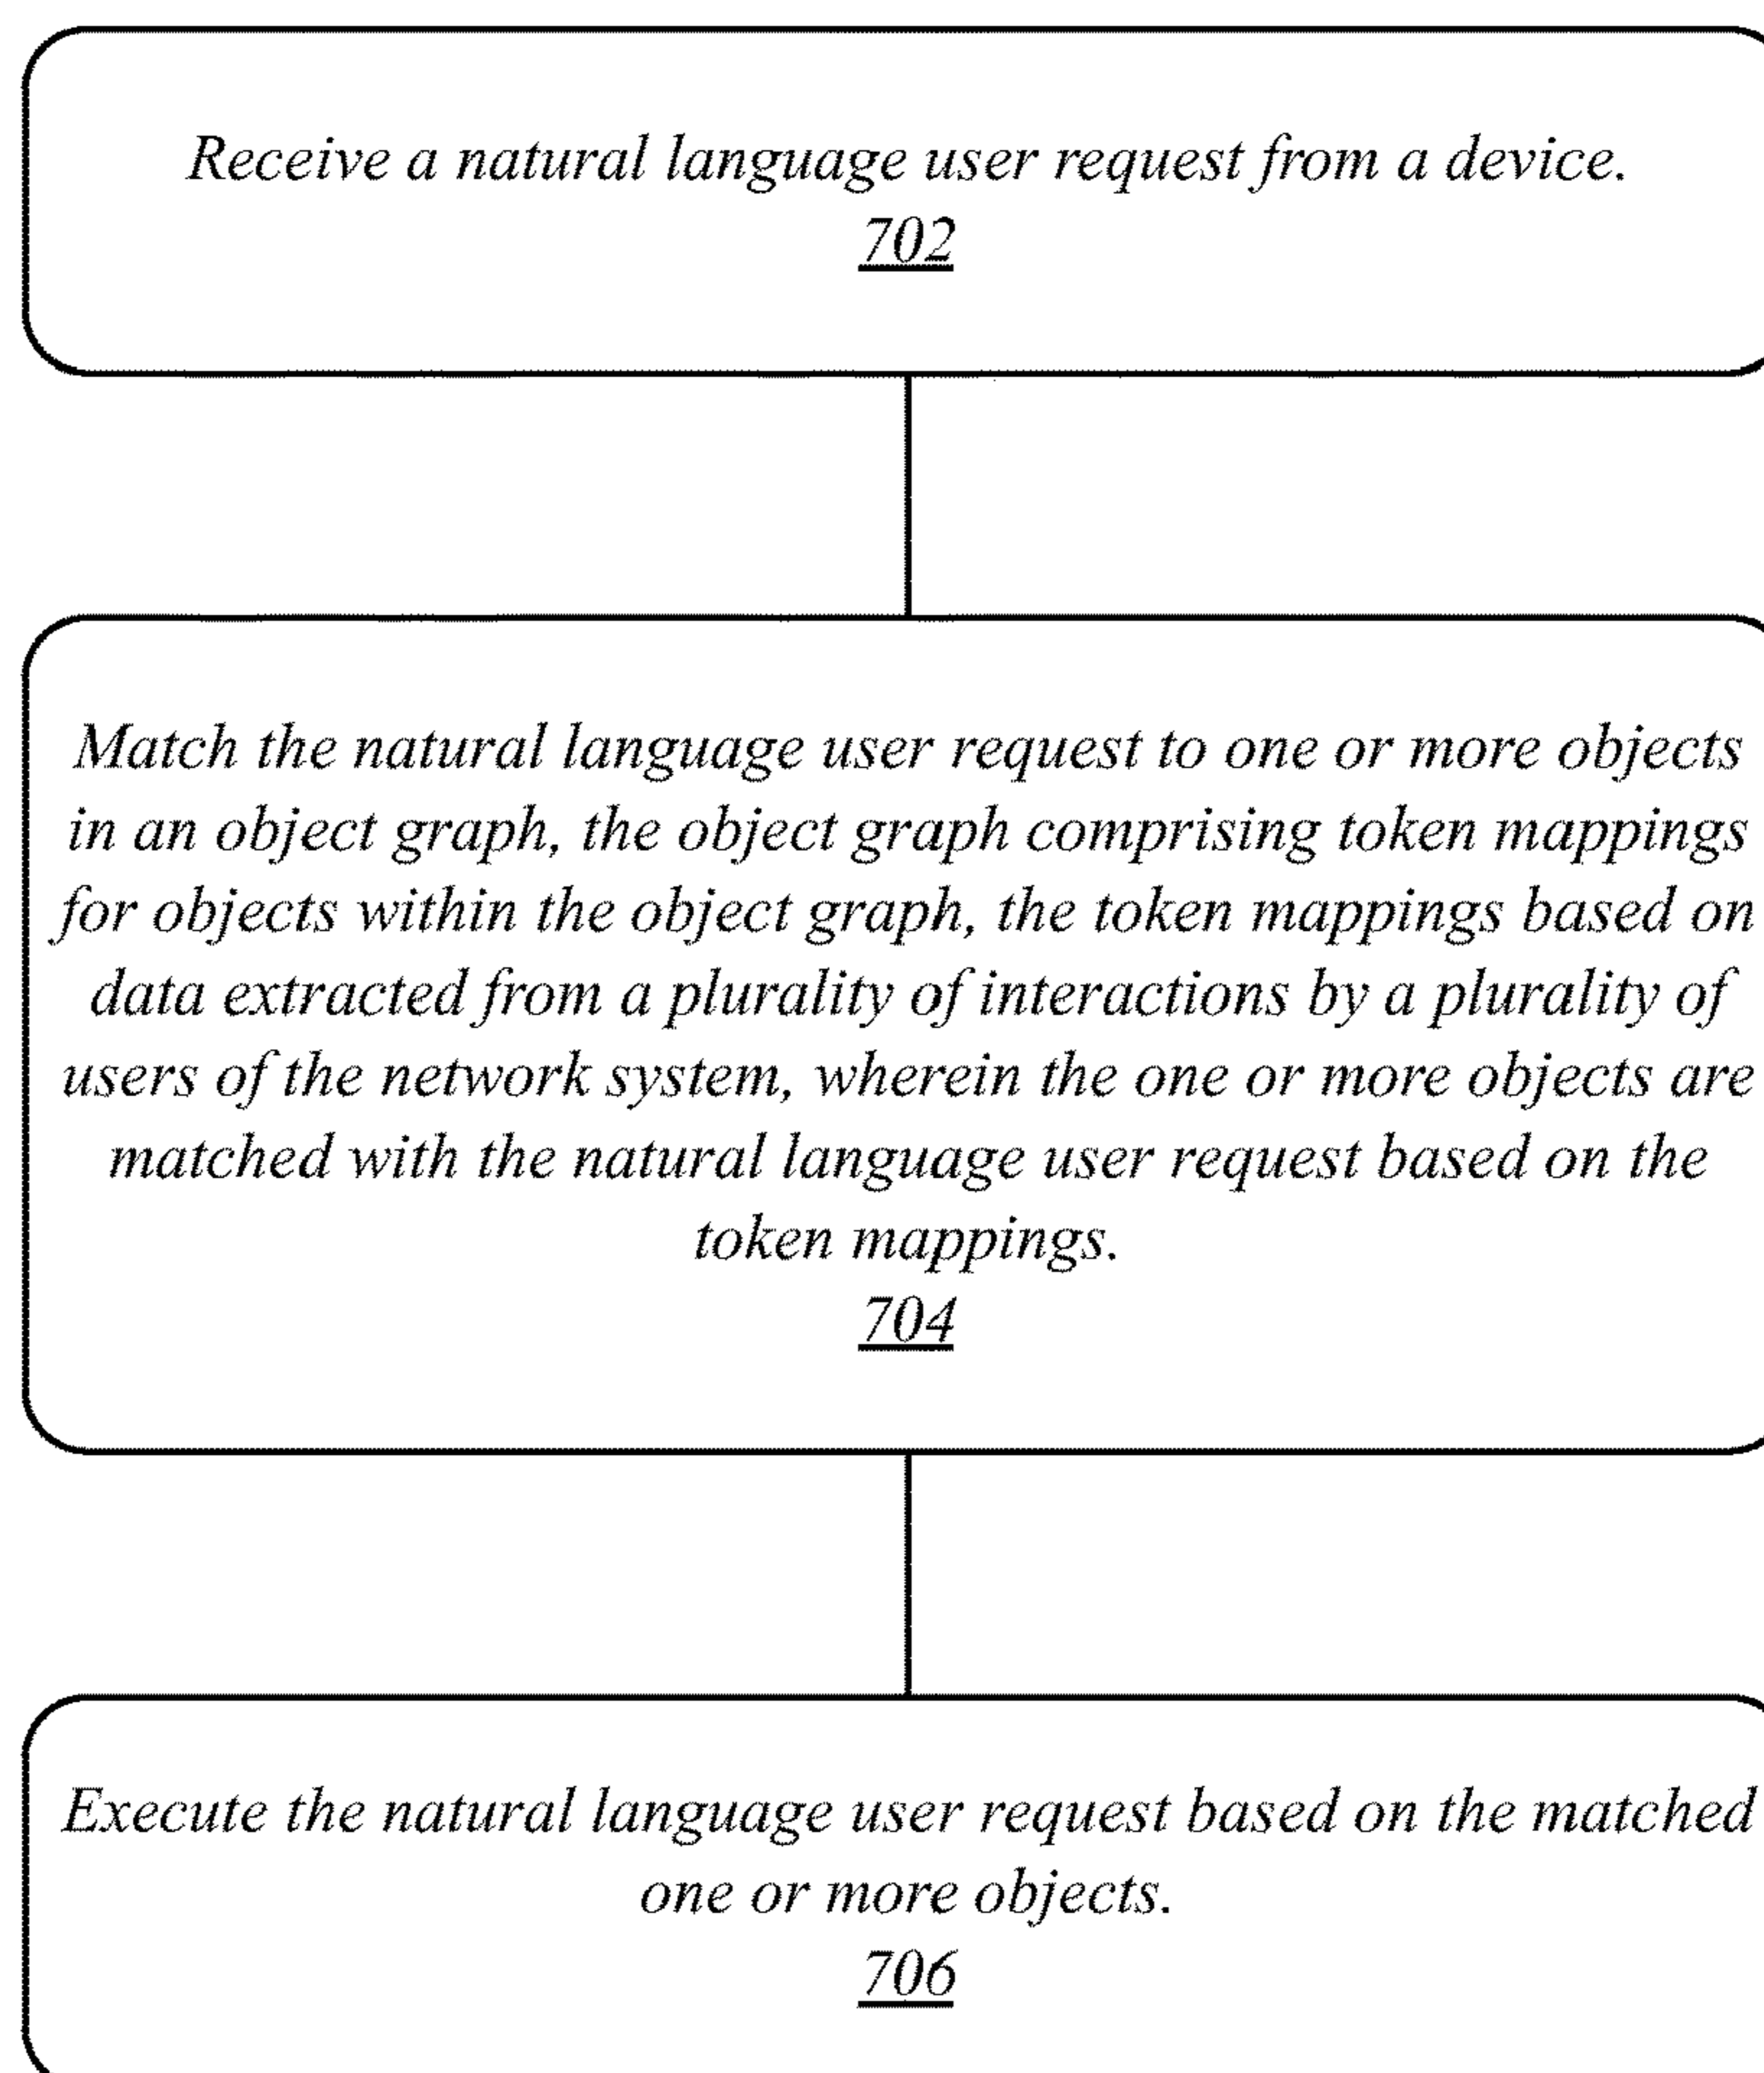 Receive a natural language user request from a device.
702
Match the natural language user request to one or more objects
in an object graph, the object graph comprising token mappings
for objects within the object graph, the token mappings based on
data extracted from a plurality of interactions by a plurality of
users of the network system, wherein the one or more objects are
matched with the natural language user request based on the
token mappings.
704
Execute the natural language user request based on the matched
one or more objects.
706